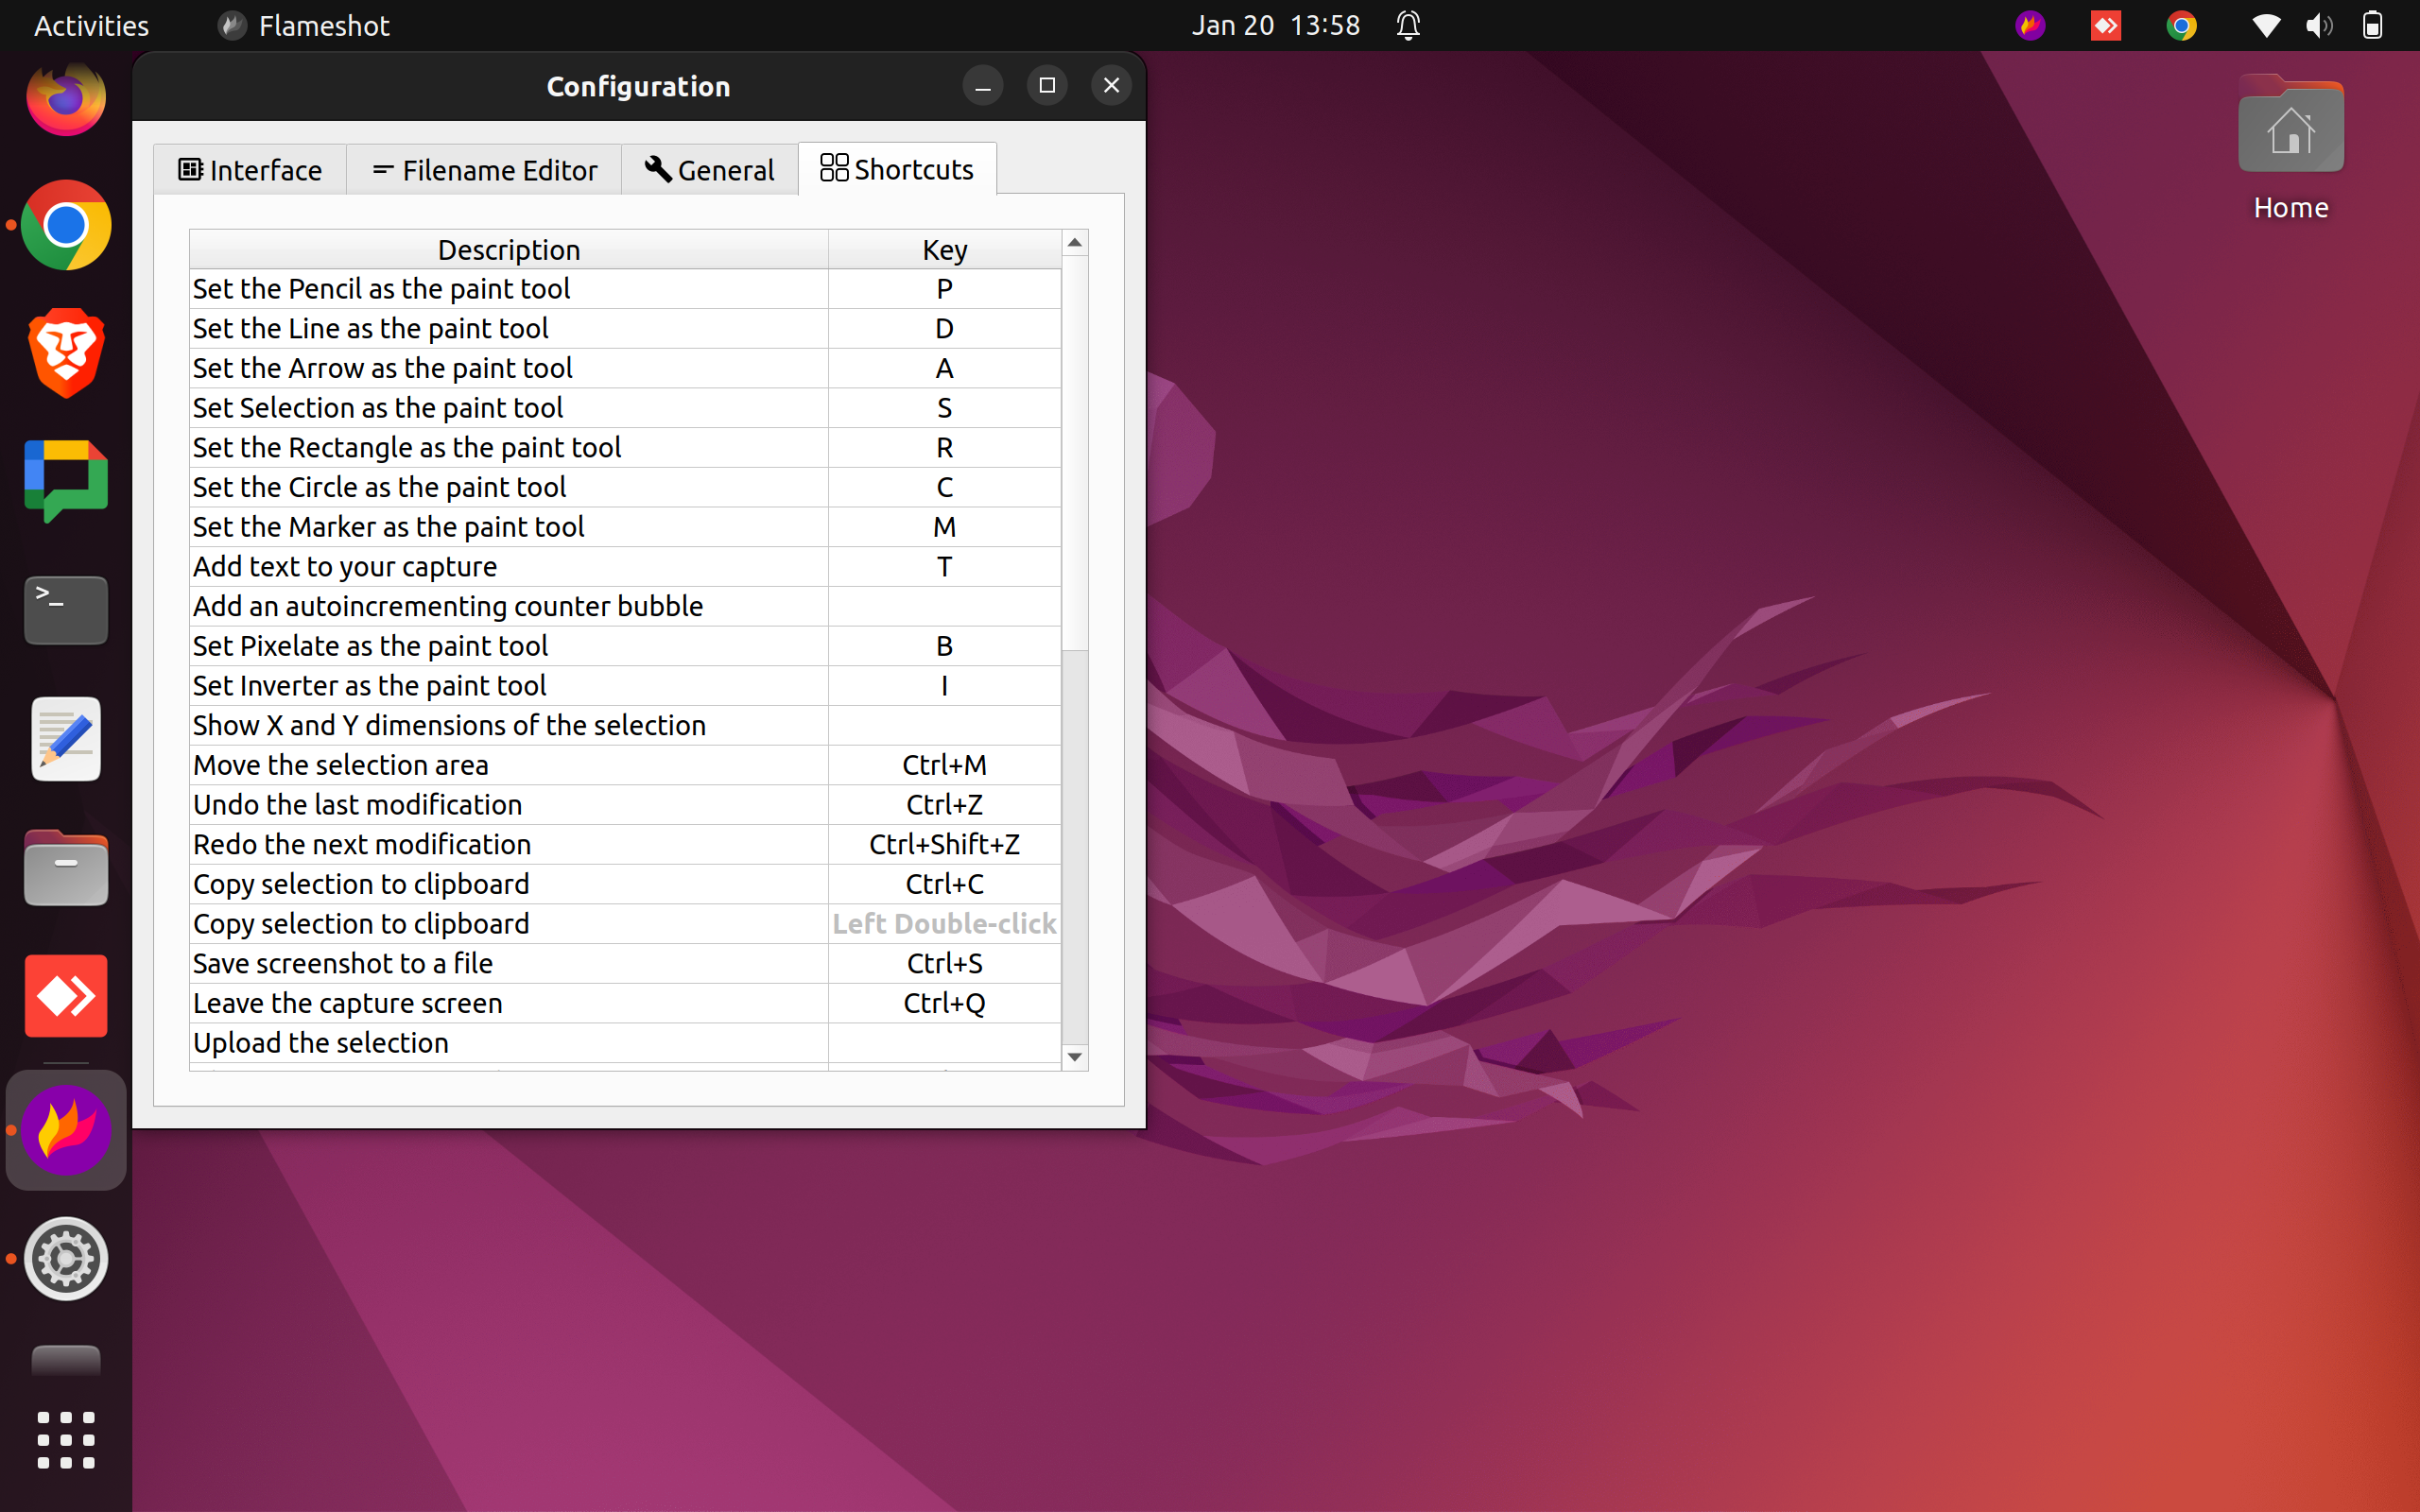 Activities Flameshot Jan 20 13:58
Configuration
Interface Filename Editor General Shortcuts
Description Key
Set the Pencil as the paint tool P
Set the Line as the paint tool D
Set the Arrow as the paint tool A
Set Selection as the paint tool S
Set the Rectangle as the paint tool R
Set the Circle as the paint tool C
Set the Marker as the paint tool M
Add text to your capture T
Add an autoincrementing counter bubble
Set Pixelate as the paint tool B
Set Inverter as the paint tool I
Show X and Y dimensions of the selection
Move the selection area Ctrl+M
Undo the last modification Ctrl+Z
Redo the next modification Ctrl+Shift+Z
Copy selection to clipboard Ctrl+C
Copy selection to clipboard Left Double-click
Save screenshot to a file Ctrl+S
Leave the capture screen Ctrl+Q
Upload the selection
Home
>_